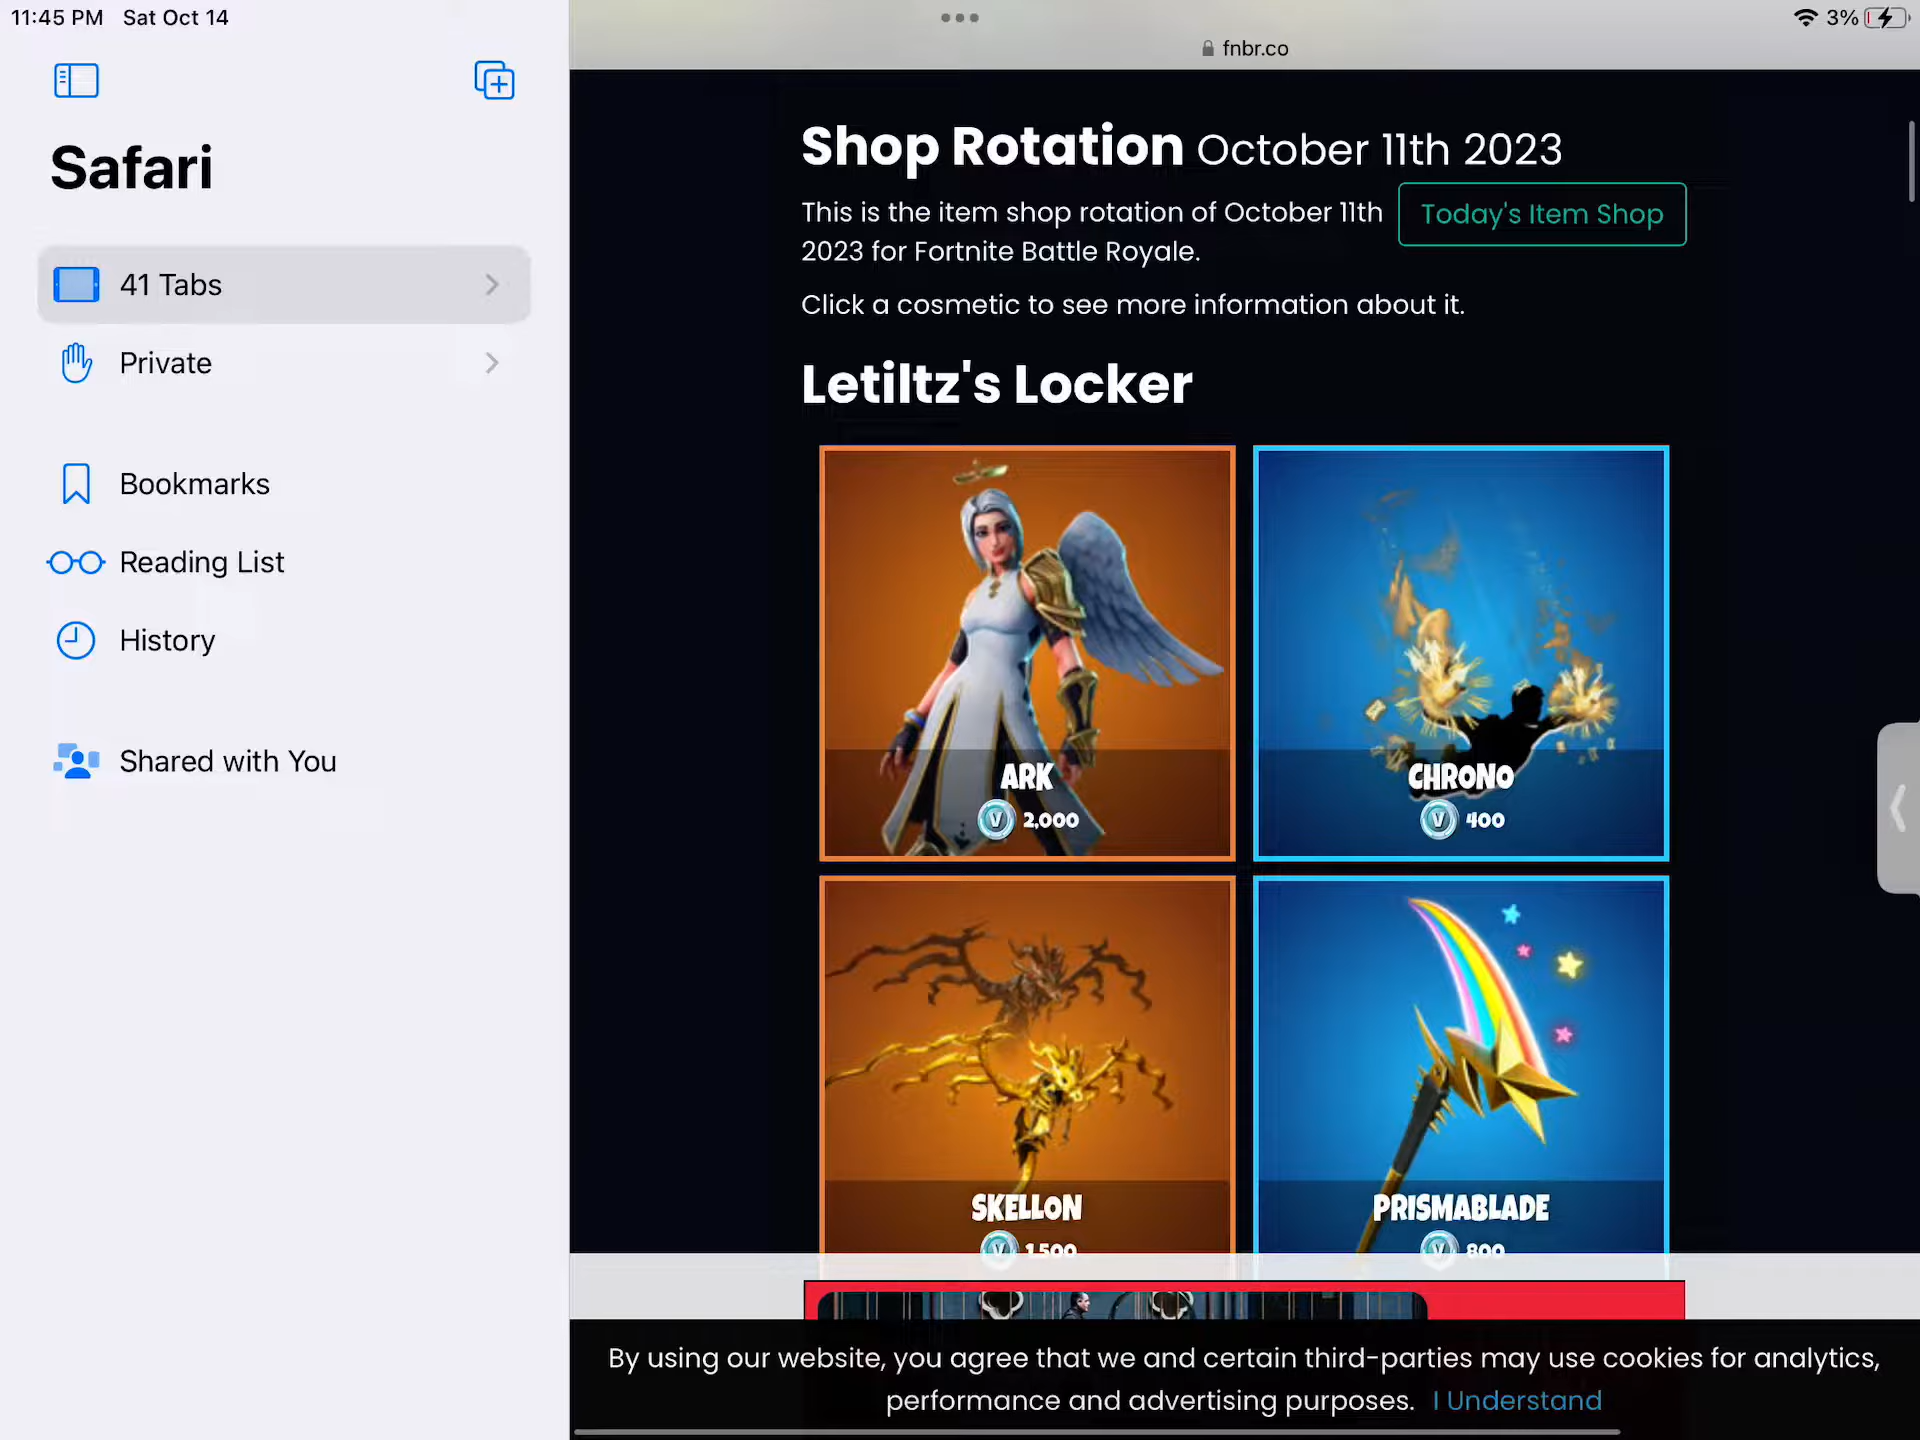 11:45 PM Sat Oct 14
3%
fnbr.co
Safari
41 Tabs
Private
Bookmarks
Reading List
History
Shared with You
Shop Rotation October 11th 2023
This is the item shop rotation of October 11th
2023 for Fortnite Battle Royale.
Today's Item Shop
Click a cosmetic to see more information about it.
Letiltz's Locker
ARK
V 2,000
CHRONO
V 400
SKELLON
V 1,500
PRISMABLADE
V 800
By using our website, you agree that we and certain third-parties may use cookies for analytics,
performance and advertising purposes. I Understand